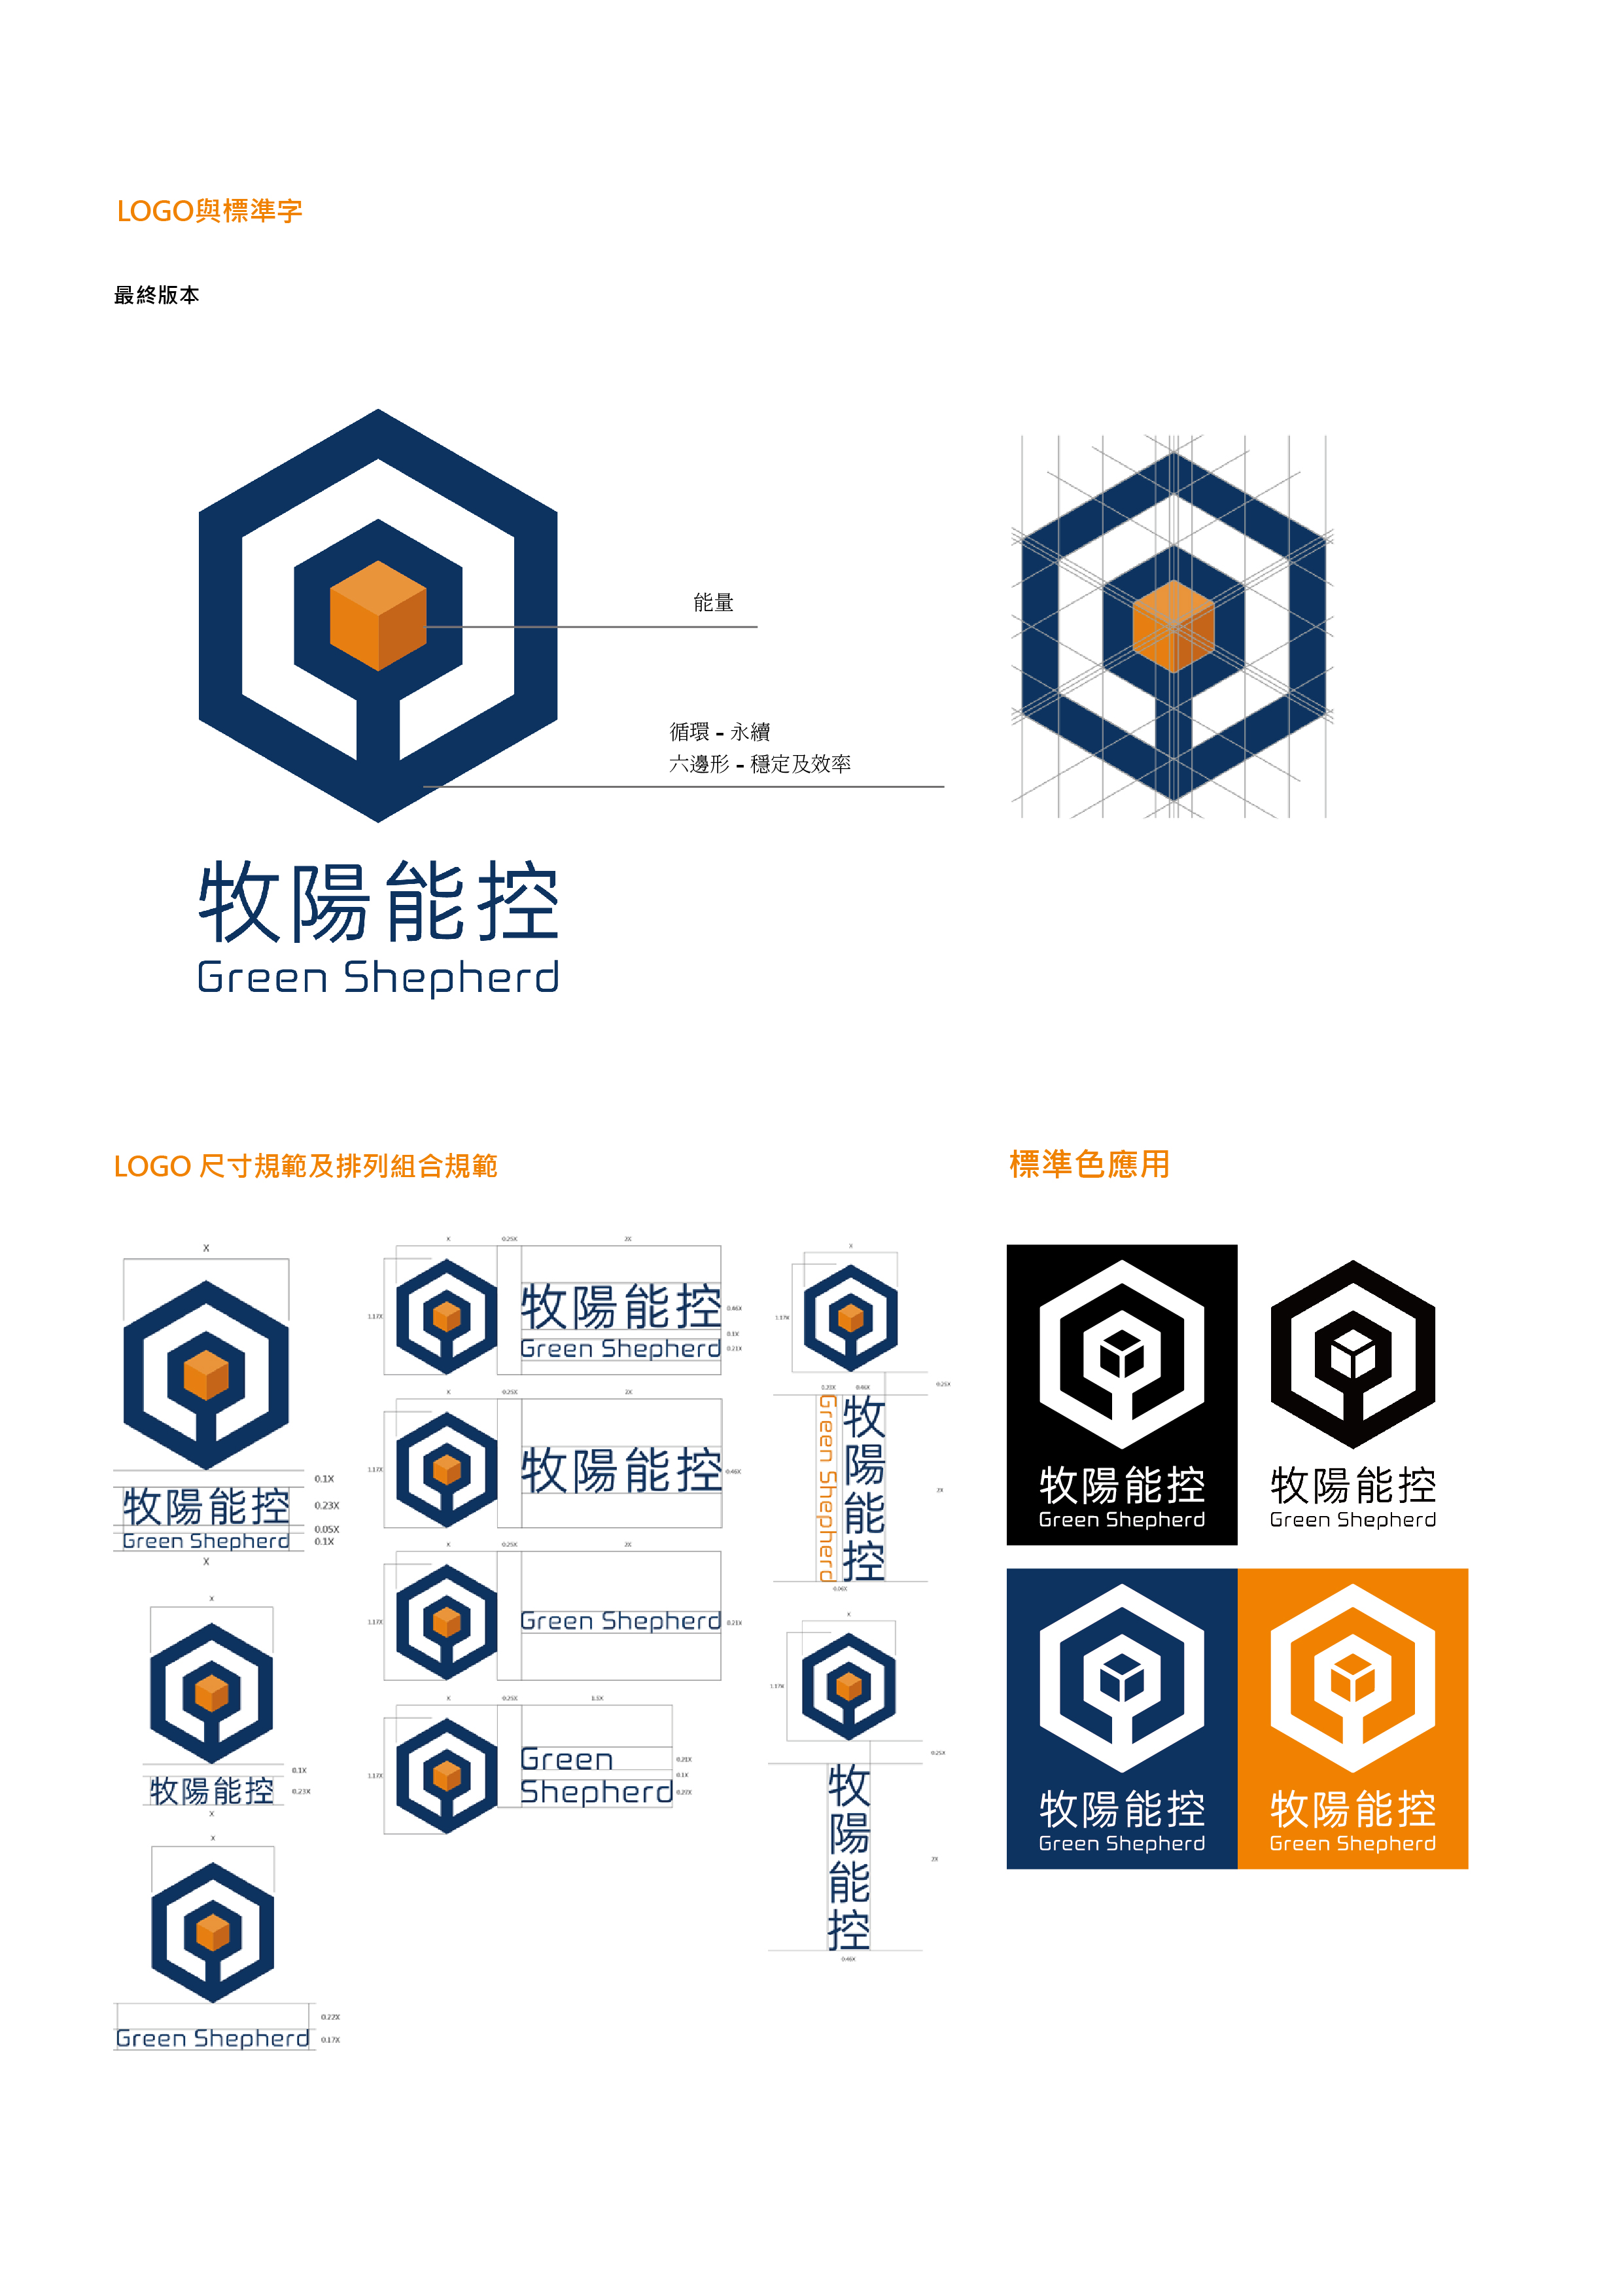 LOGO與標準字
最終版本
能量
循環 - 永續
六邊形 - 穩定及效率
牧陽能控
Green Shepherd
LOGO 尺寸規範及排列組合規範
X
0.1X
牧陽能控
0.23X
0.05X
Green Shepherd
0.1X
X
X
0.1X
牧陽能控
0.23X
X
X
0.22X
Green Shepherd
0.17X
X
0.25X
2X
1.17X
牧陽能控
0.46X
0.1X
Green Shepherd
0.21X
X
0.25X
2X
1.17X
牧陽能控
0.46X
X
0.25X
2X
1.17X
Green Shepherd
0.21X
X
0.25X
1.17X
Green
0.21X
0.1X
Shepherd
0.22X
X
1.17X
0.25X
0.23X
0.46X
牧陽能控
Green Shepherd
2X
0.06X
X
1.17X
0.25X
牧陽能控
2X
0.46X
標準色應用
牧陽能控
Green Shepherd
牧陽能控
Green Shepherd
牧陽能控
Green Shepherd
牧陽能控
Green Shepherd